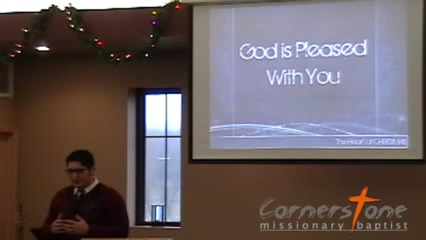 God is Pleased
With You
The Heart of CHRISTMAS
Cornerstone
missionary baptist